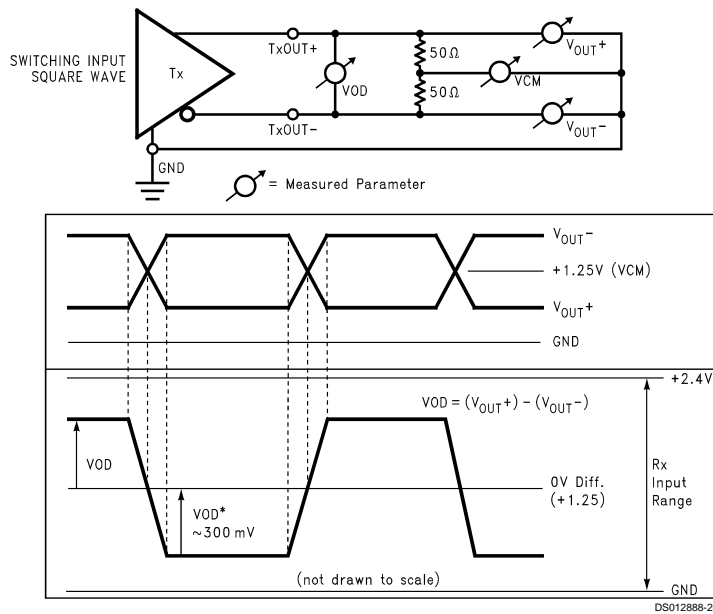 SWITCHING INPUT
SQUARE WAVE
Tx
TxOUT+
TxOUT-
VOD
50Ω
50Ω
VCM
VOUT+
VOUT-
GND
= Measured Parameter
VOUT-
+1.25V (VCM)
VOUT+
GND
+2.4V
VOD = (VOUT+) - (VOUT-)
VOD
0V Diff.
(+1.25)
Rx
Input
Range
VOD*
~300 mV
(not drawn to scale)
GND
DS012888-2